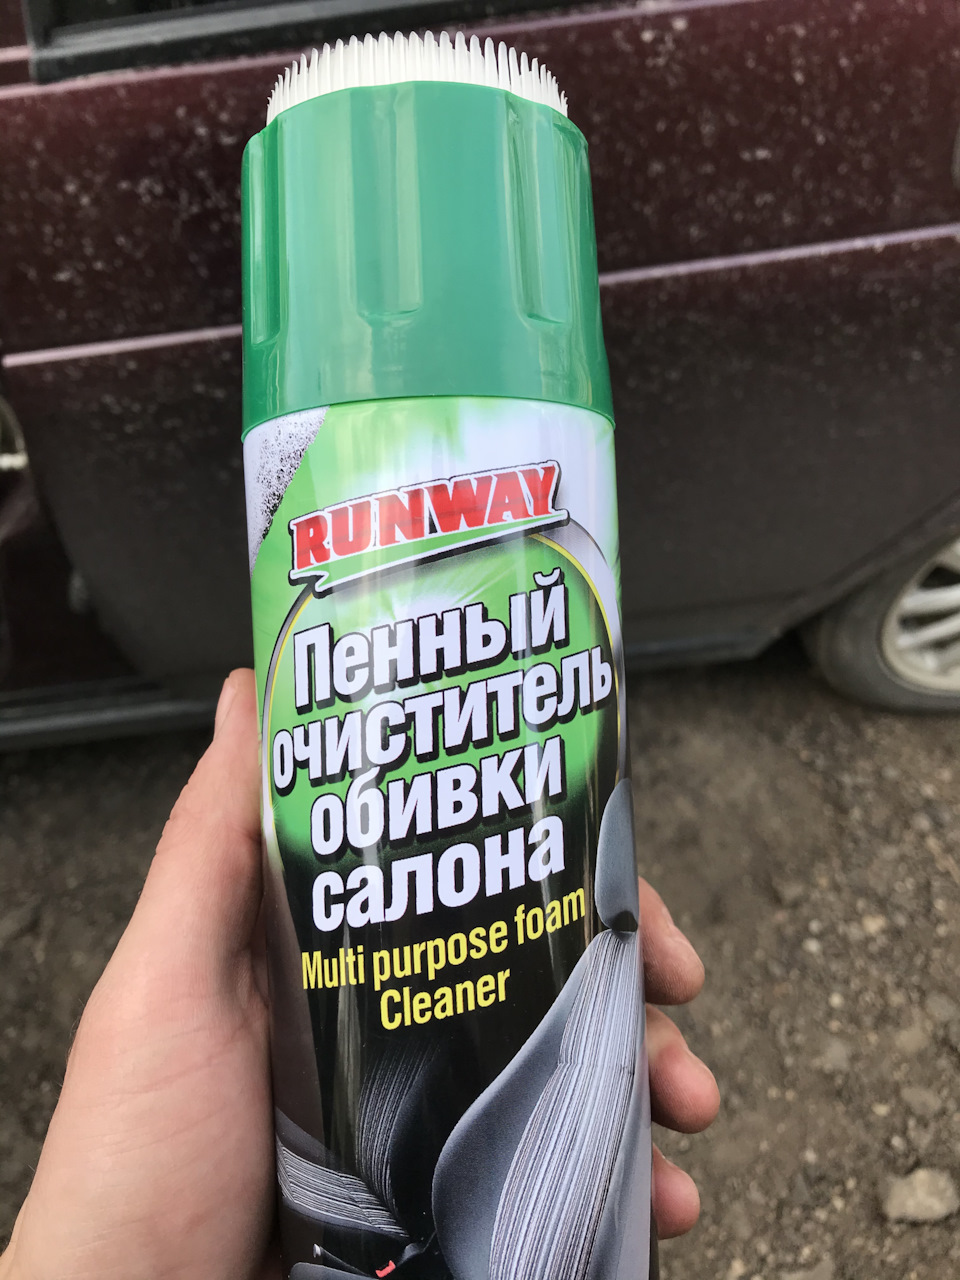 RUNWAY
Пенный
очиститель
обивки
салона
Multi purpose foam
Cleaner